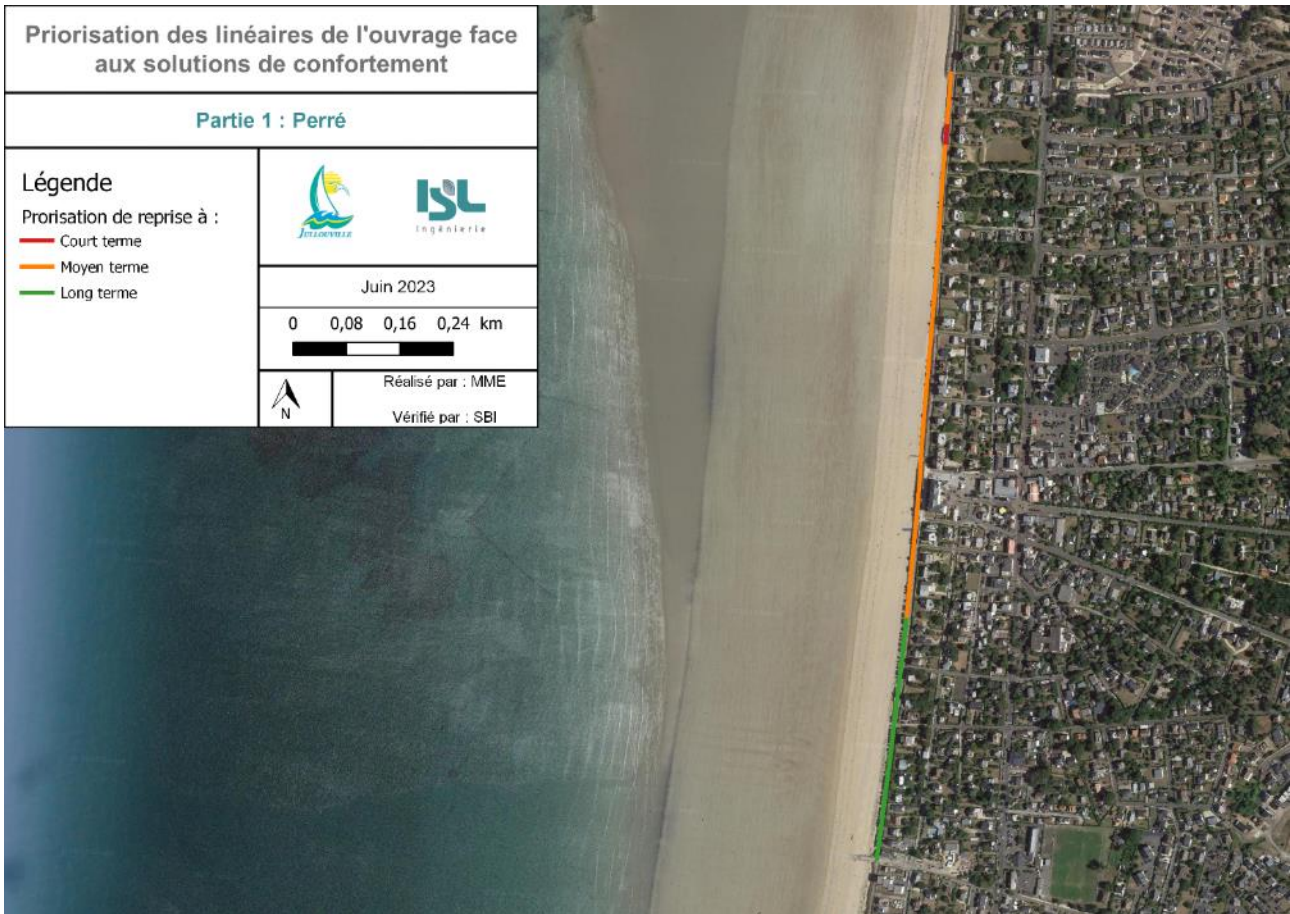 Priorisation des linéaires de l'ouvrage face
aux solutions de confortement
Partie 1 : Perré
Légende
Prorisation de reprise à :
Court terme
Moyen terme
Long terme
JULLOUVILLE
ISL
Ingénierie
Juin 2023
0 0,08 0,16 0,24 km
N
Réalisé par : MME
Vérifié par : SBI